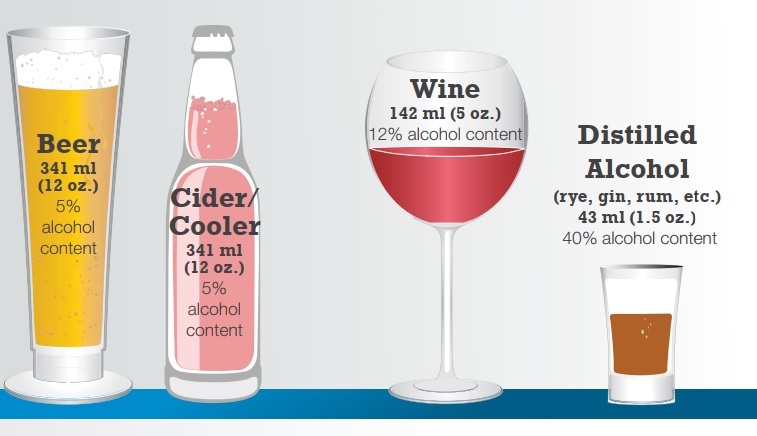 Beer
341 ml
(12 oz.)
5%
alcohol
content
Cider/
Cooler
341 ml
(12 oz.)
5%
alcohol
content
Wine
142 ml (5 oz.)
12% alcohol content
Distilled
Alcohol
(rye, gin, rum, etc.)
43 ml (1.5 oz.)
40% alcohol content